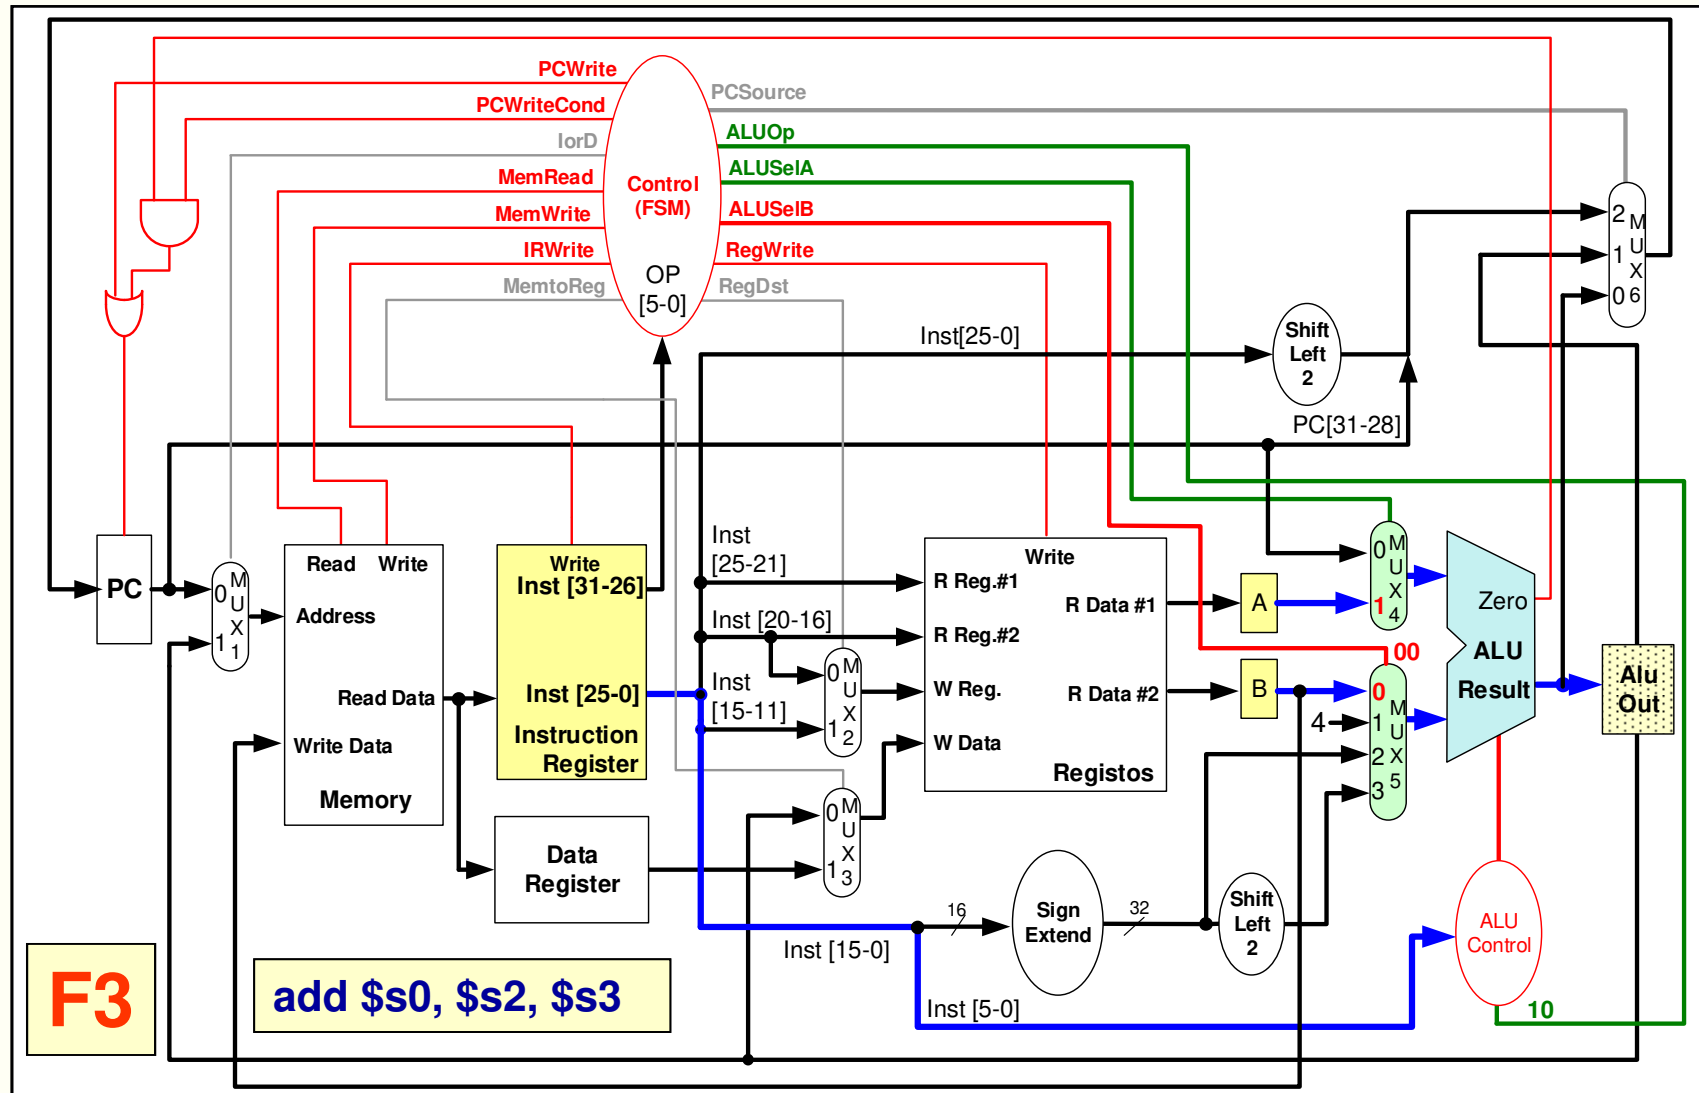 PCWrite
PCWriteCond
IorD
MemRead
MemWrite
IRWrite
MemtoReg
Control
(FSM)
OP
[5-0]
PCSource
ALUOp
ALUSelA
ALUSelB
RegWrite
RegDst
2
1
0
M
U
X
6
Inst[25-0]
Shift
Left
2
PC[31-28]
PC
0
1
M
U
X
1
Read Write
Address
Read Data
Write Data
Memory
Write
Inst [31-26]
Inst [25-0]
Instruction
Register
Data
Register
Inst
[25-21]
Inst [20-16]
Inst
[15-11]
0
1
M
U
X
2
0
1
M
U
X
3
Write
R Reg.#1
R Reg.#2
W Reg.
W Data
R Data #1
R Data #2
Registos
A
B
0
1
M
U
X
4
00
0
4
1
2
3
M
U
X
5
Zero
ALU
Result
Alu
Out
16
Sign
Extend
32
Shift
Left
2
ALU
Control
Inst [15-0]
Inst [5-0]
10
F3
add $s0, $s2, $s3